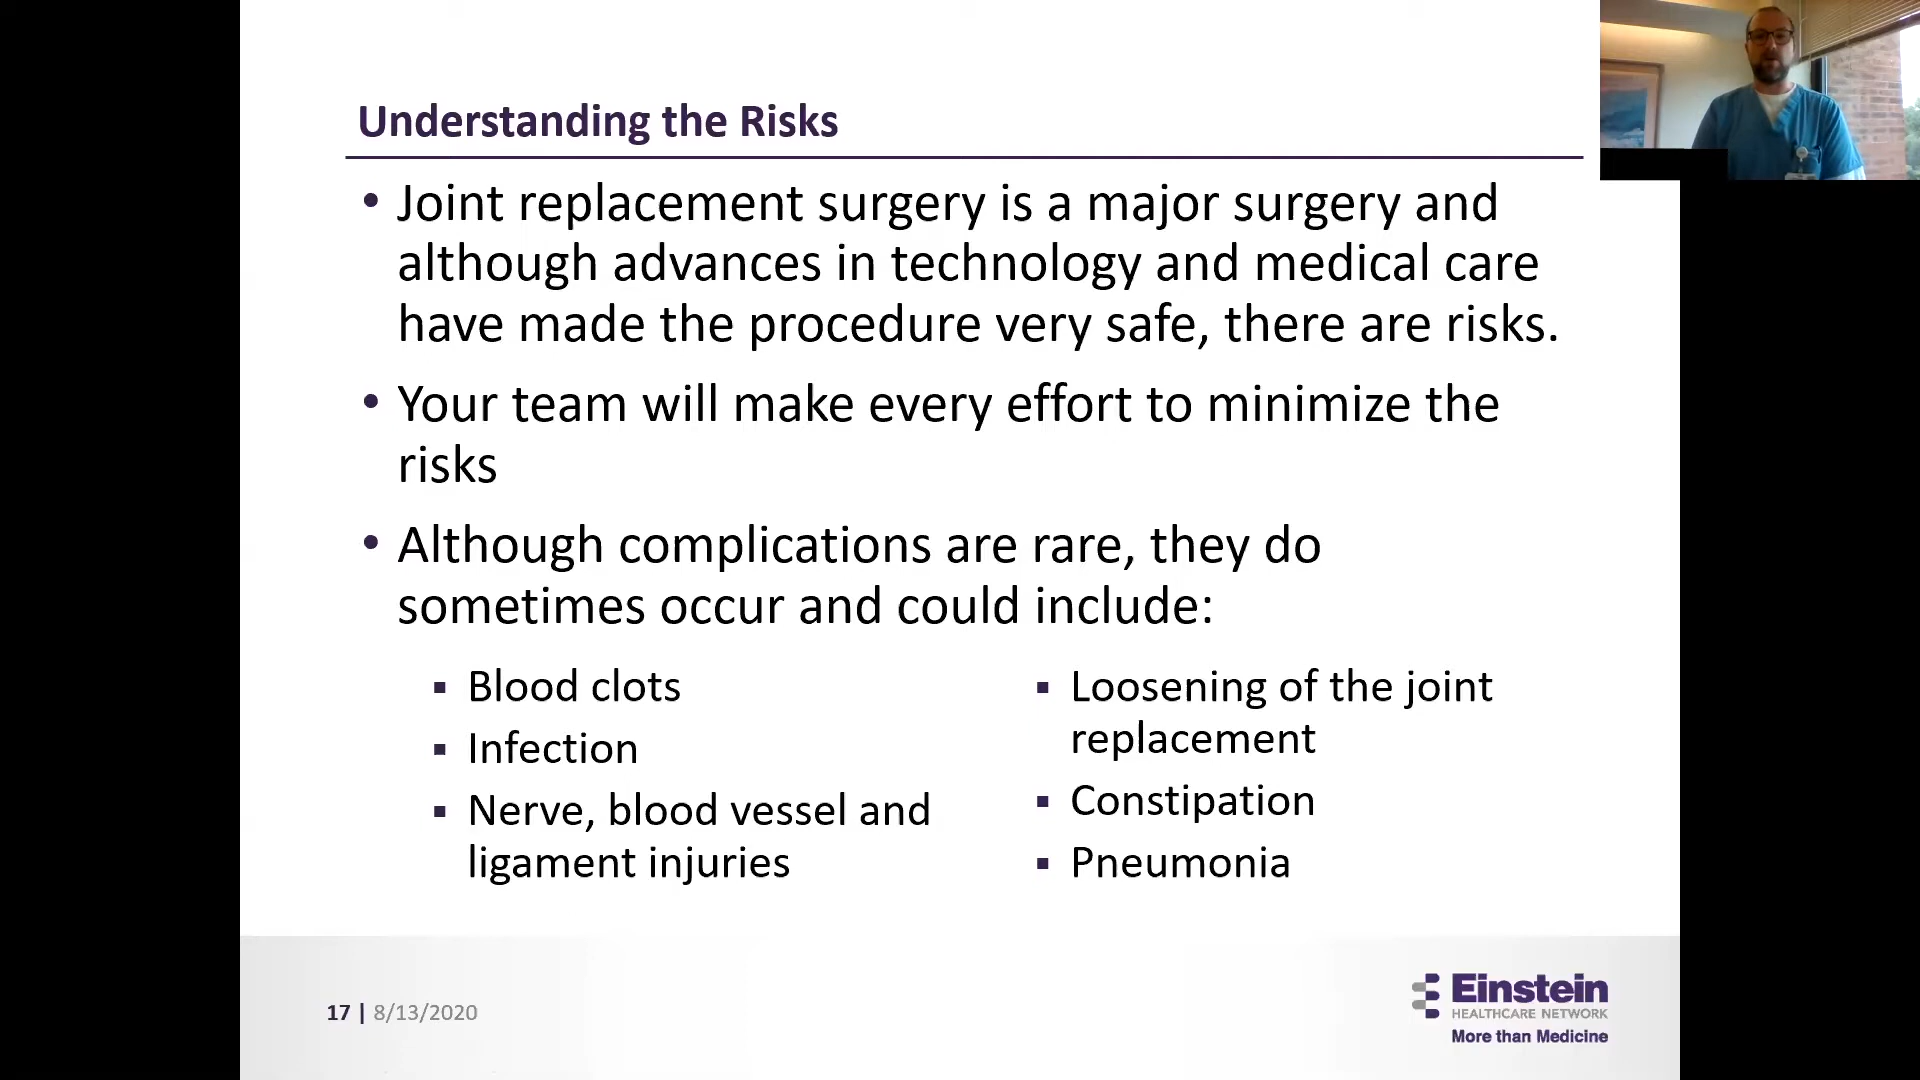 Understanding the Risks
• Joint replacement surgery is a major surgery and
although advances in technology and medical care
have made the procedure very safe, there are risks.
• Your team will make every effort to minimize the
risks
• Although complications are rare, they do
sometimes occur and could include:
▪ Blood clots
▪ Infection
▪ Nerve, blood vessel and
ligament injuries
▪ Loosening of the joint
replacement
▪ Constipation
▪ Pneumonia
17 | 8/13/2020
Einstein
HEALTHCARE NETWORK
More than Medicine